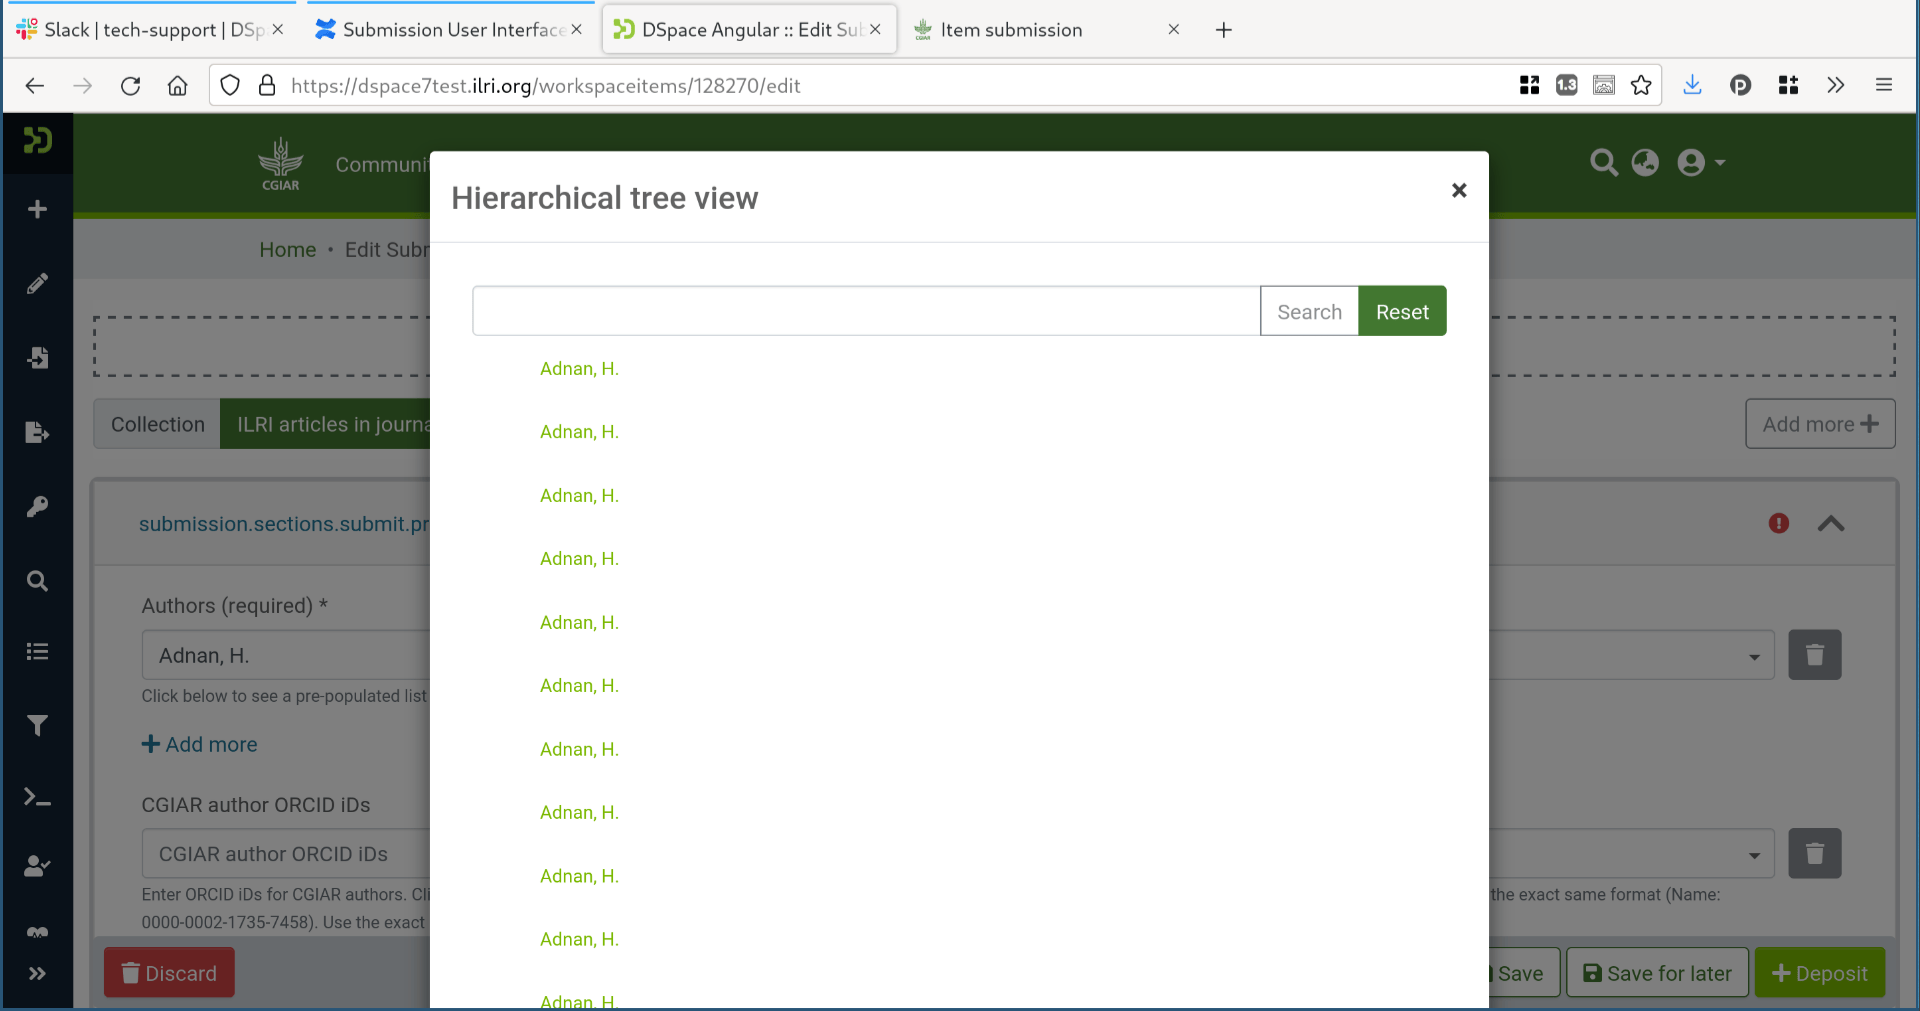 Slack | tech-support | DSp
Submission User Interface
DSpace Angular :: Edit Sub
Item submission
https://dspace7test.ilri.org/workspaceitems/128270/edit
1.3
CGIAR
Communit
Hierarchical tree view
Home • Edit Subr
Search
Reset
Adnan, H.
Adnan, H.
Adnan, H.
Adnan, H.
Adnan, H.
Adnan, H.
Adnan, H.
Adnan, H.
Adnan, H.
Adnan, H.
Adnan, H.
Collection
ILRI articles in journa
Add more
submission.sections.submit.pr
Authors (required) *
Adnan, H.
Click below to see a pre-populated list
Add more
CGIAR author ORCID iDs
CGIAR author ORCID iDs
Enter ORCID iDs for CGIAR authors. Cli
the exact same format (Name:
0000-0002-1735-7458). Use the exact
Discard
Save
Save for later
Deposit